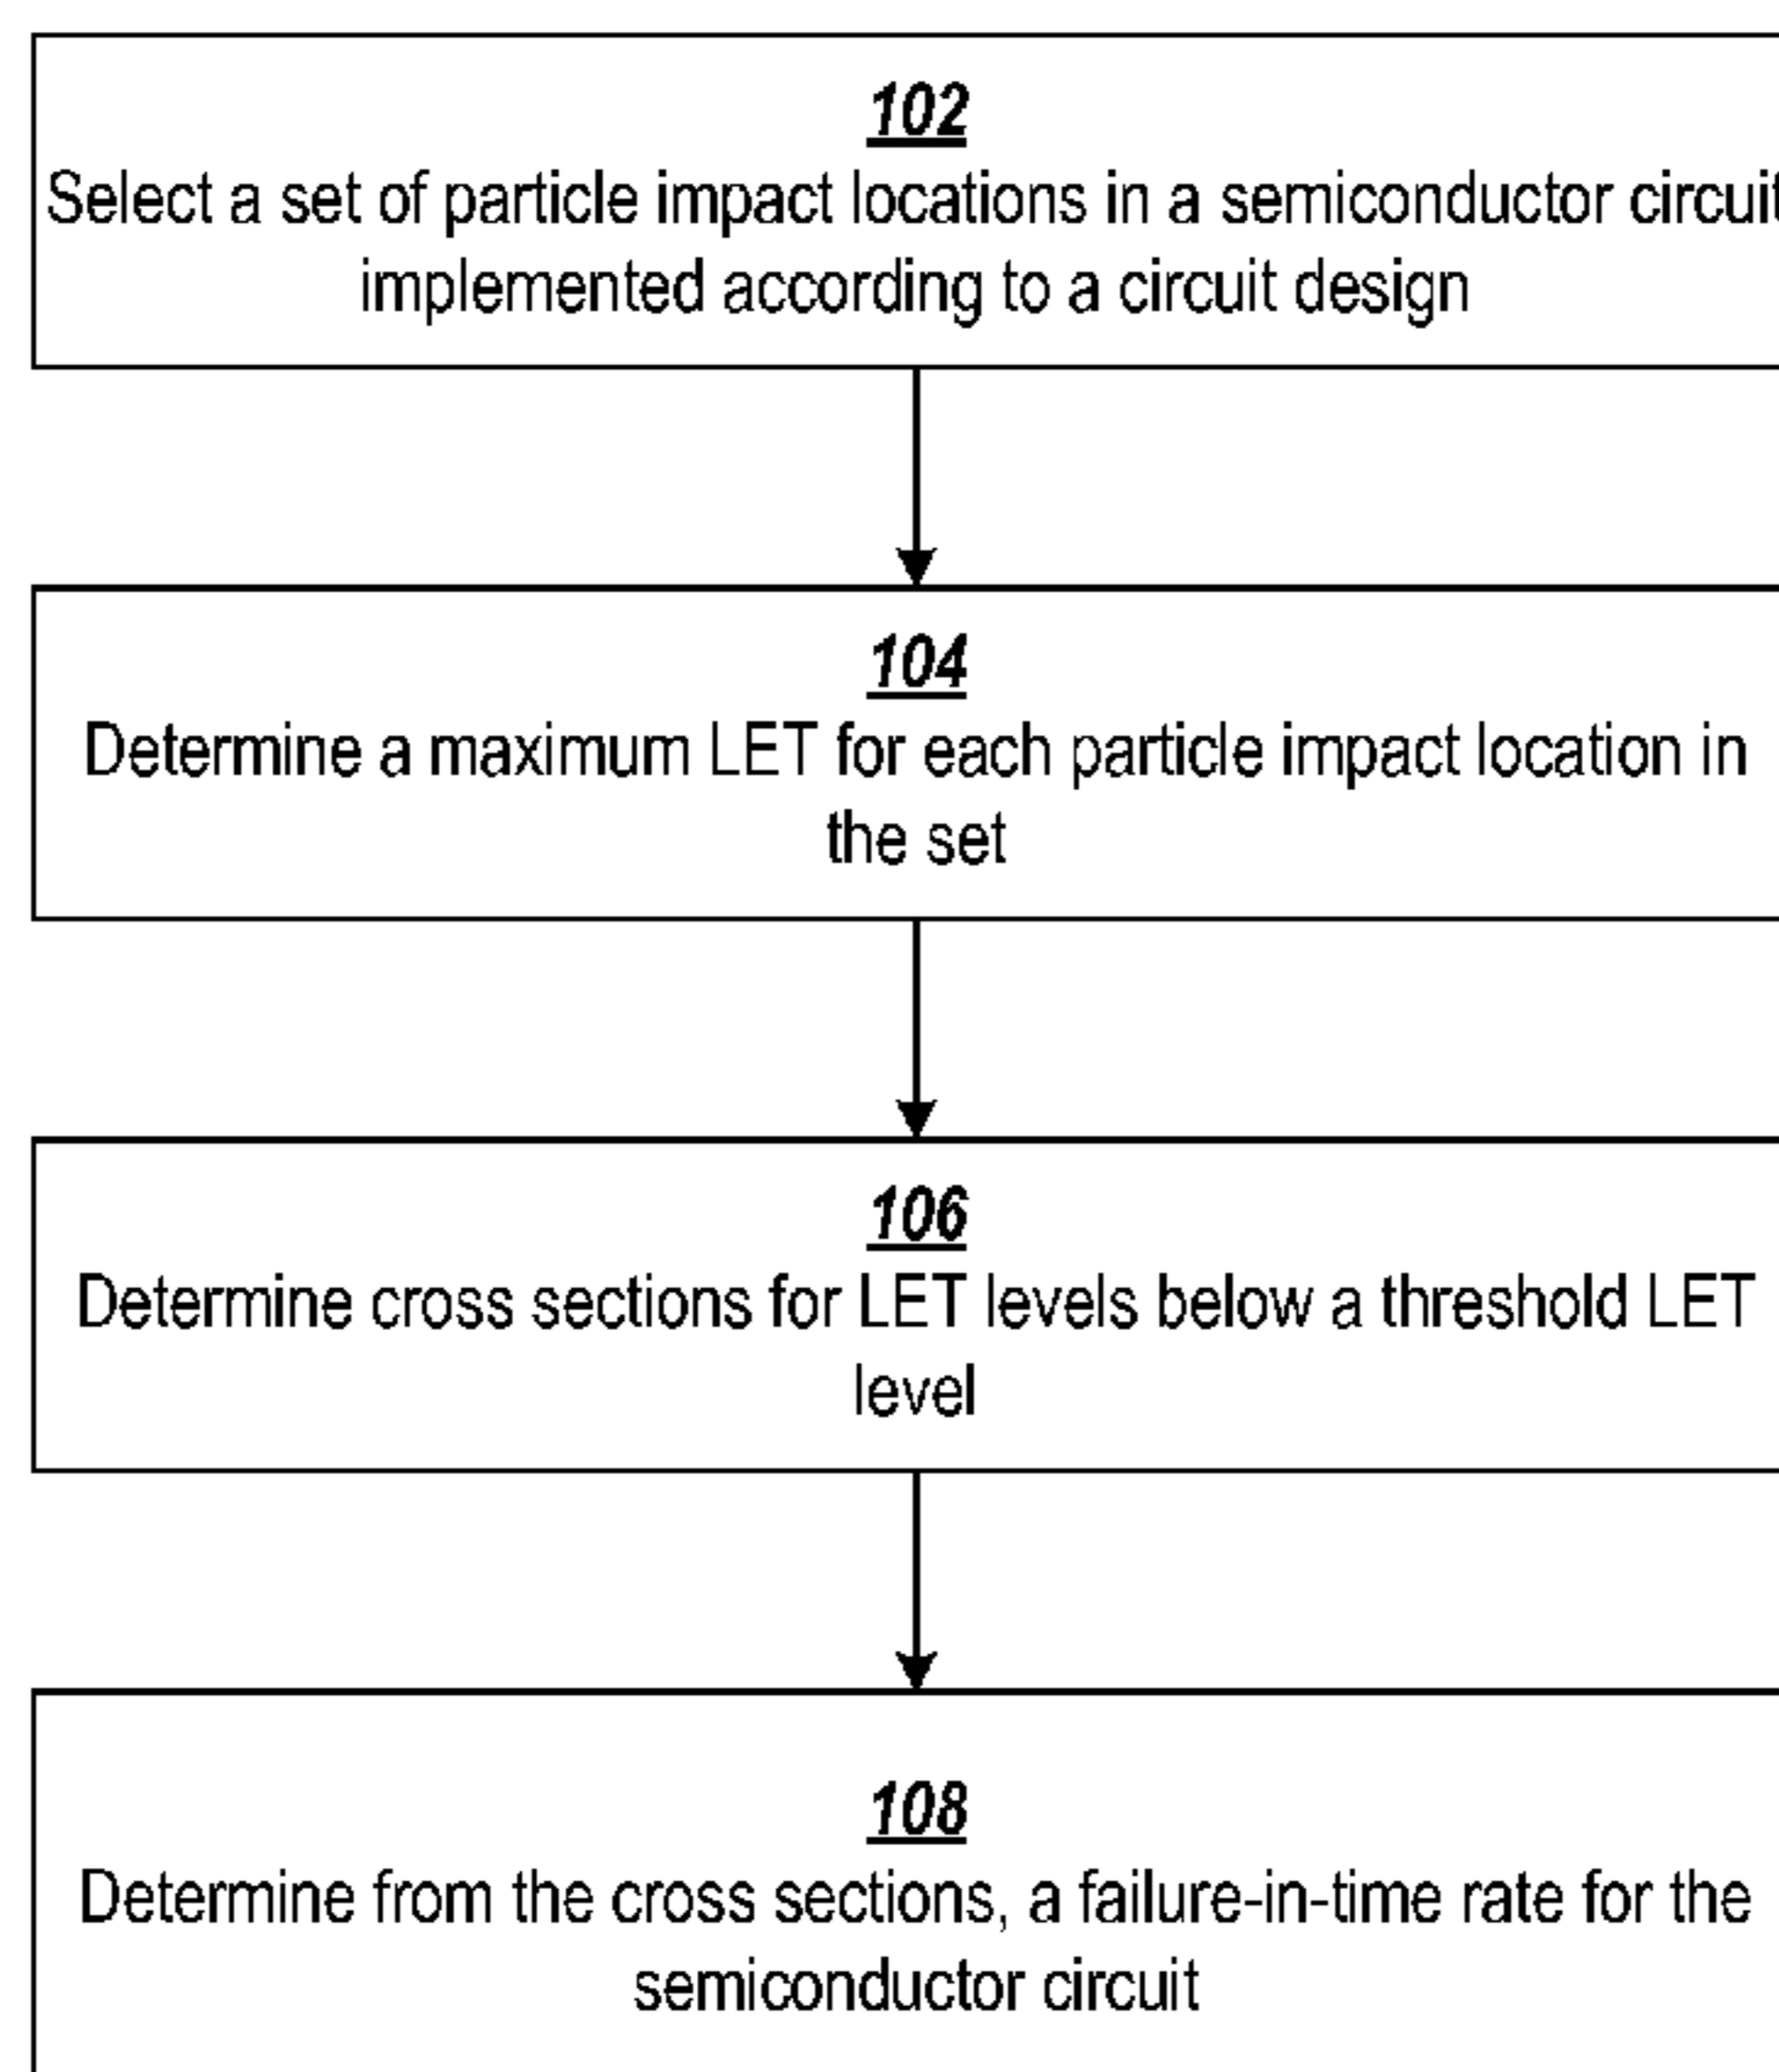 102
Select a set of particle impact locations in a semiconductor circuit
implemented according to a circuit design
104
Determine a maximum LET for each particle impact location in
the set
106
Determine cross sections for LET levels below a threshold LET
level
108
Determine from the cross sections, a failure-in-time rate for the
semiconductor circuit